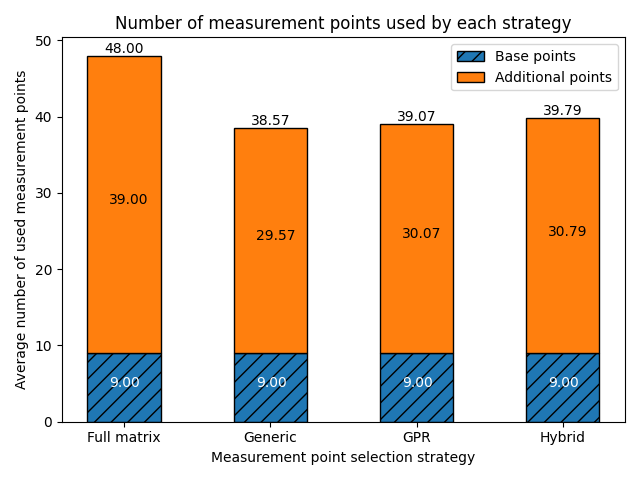 Number of measurement points used by each strategy
Average number of used measurement points
50
40
30
20
10
0
Base points
Additional points
48.00
38.57
39.07
39.79
39.00
29.57
30.07
30.79
9.00
9.00
9.00
9.00
Full matrix
Generic
GPR
Hybrid
Measurement point selection strategy